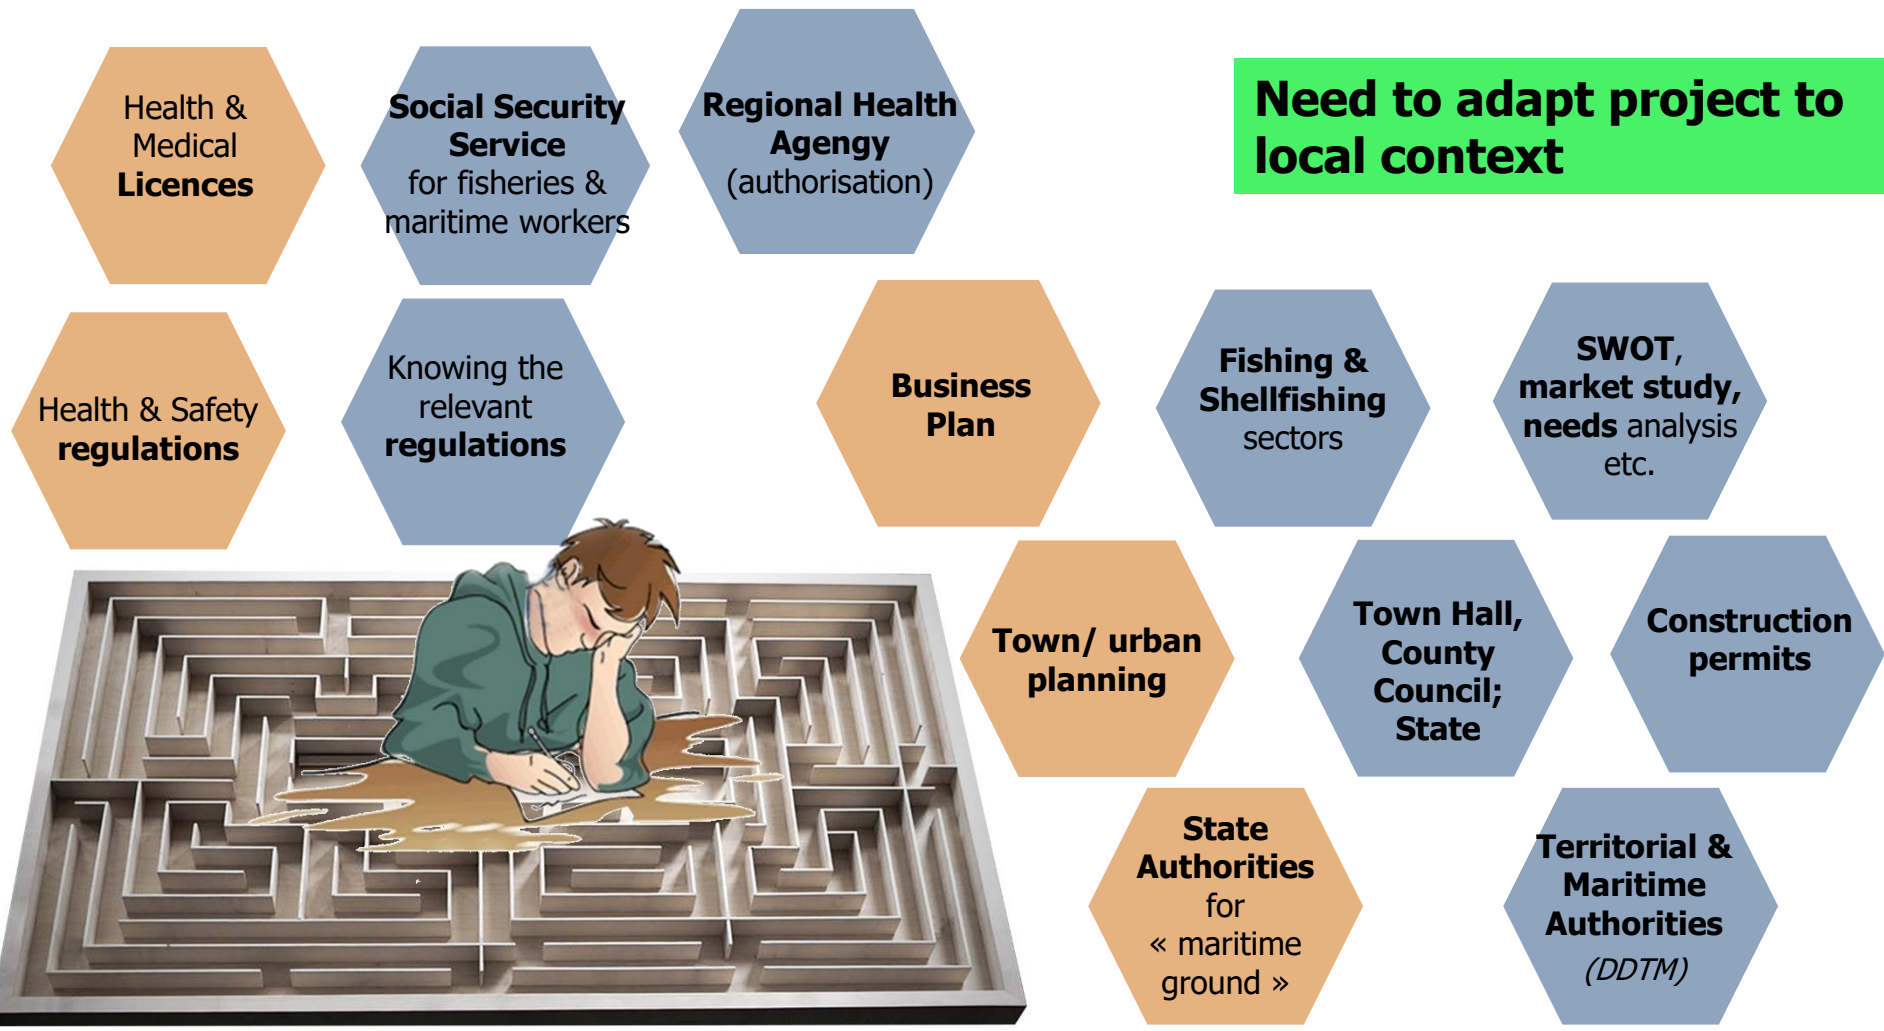 Health &
Medical
Licences
Social Security
Service
for fisheries &
maritime workers
Regional Health
Agengy
(authorisation)
Need to adapt project to
local context
Health & Safety
regulations
Knowing the
relevant
regulations
Business
Plan
Fishing &
Shellfishing
sectors
SWOT,
market study,
needs analysis
etc.
Town/ urban
planning
Town Hall,
County
Council;
State
Construction
permits
State
Authorities
for
« maritime
ground »
Territorial &
Maritime
Authorities
(DDTM)